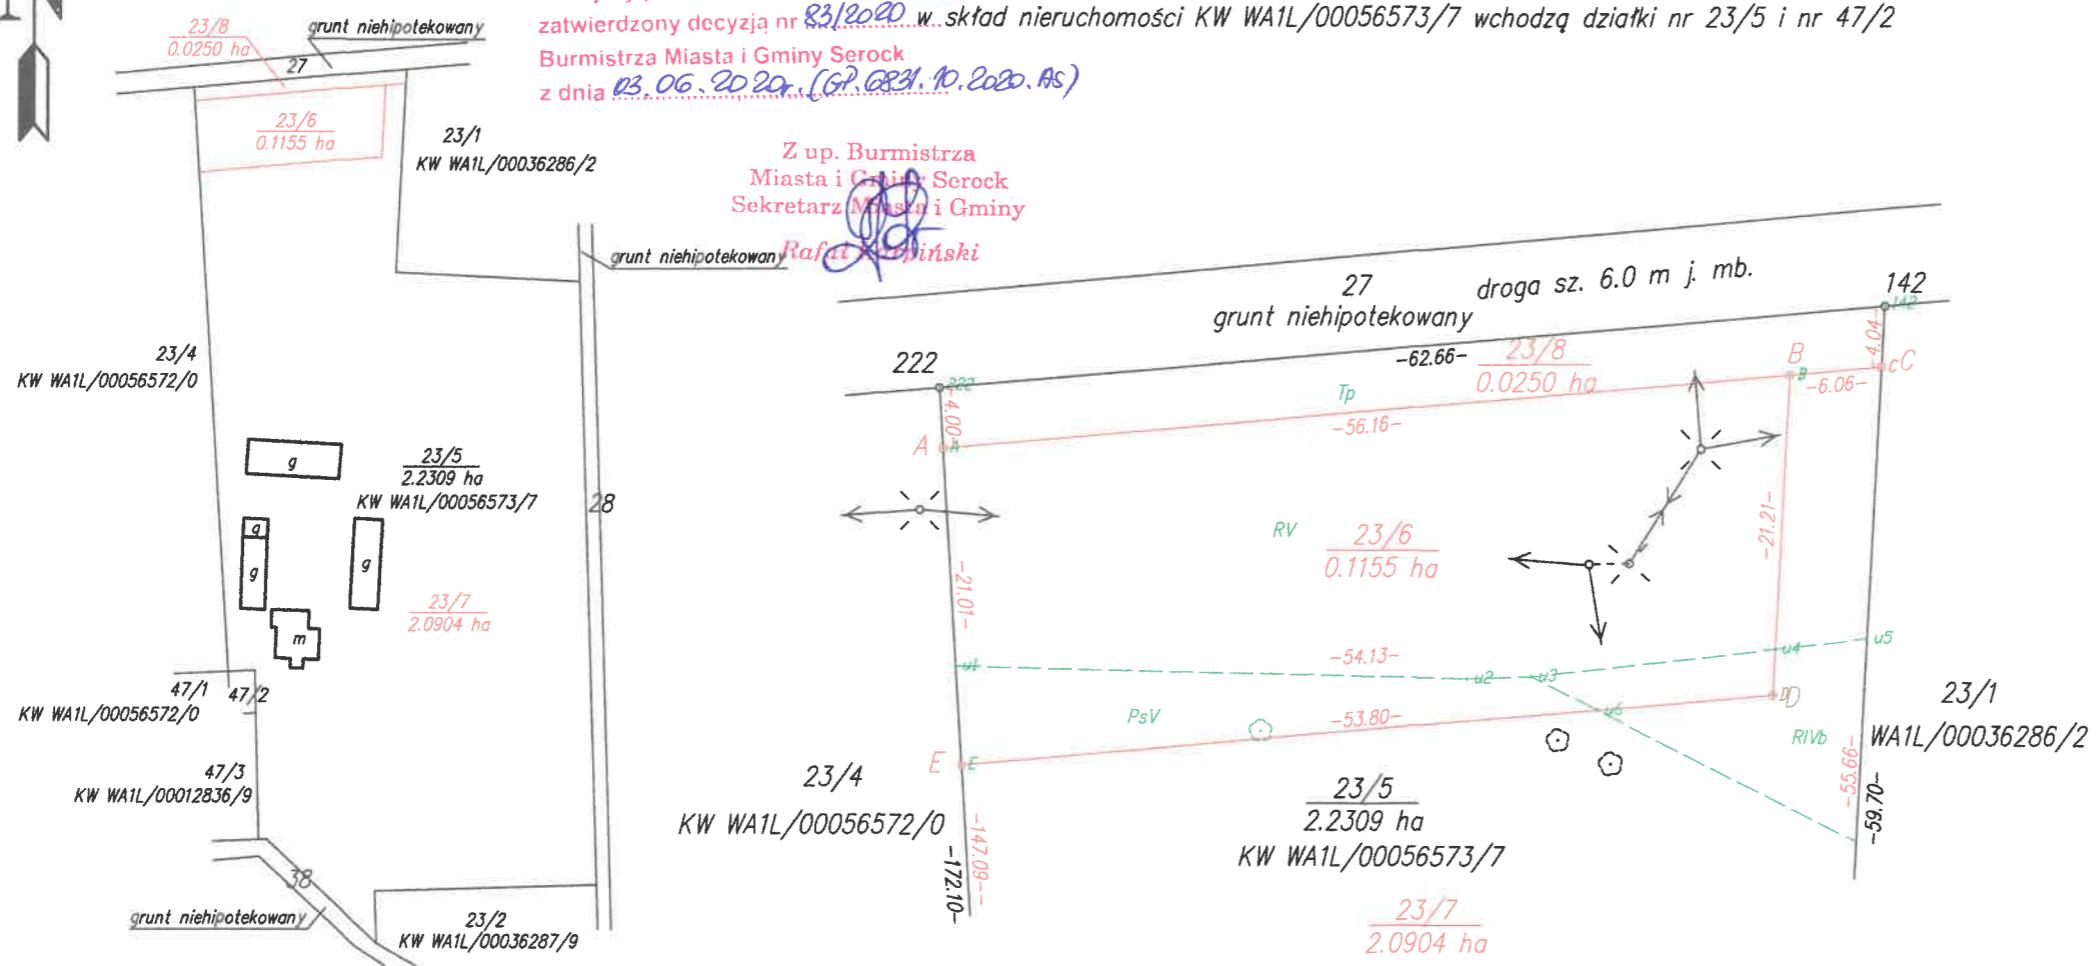 N
zatwierdzony decyzją nr 83/2020 w skład nieruchomości KW WA1L/00056573/7 wchodzą działki nr 23/5 i nr 47/2
Burmistrza Miasta i Gminy Serock
z dnia 03.06.2020r. (GP.6831.10.2020.AS)
Z up. Burmistrza
Miasta i Gminy Serock
Sekretarz Miasta i Gminy
Rafał Karpiński
23/8
0.0250 ha
grunt niehipotekowany
27
23/6
0.1155 ha
23/1
KW WA1L/00036286/2
grunt niehipotekowany
23/4
KW WA1L/00056572/0
g
23/5
2.2309 ha
KW WA1L/00056573/7
28
g
g
g
23/7
2.0904 ha
m
47/1
47/2
KW WA1L/00056572/0
47/3
KW WA1L/00012836/9
38
grunt niehipotekowany
23/2
KW WA1L/00036287/9
27
droga sz. 6.0 m j. mb.
grunt niehipotekowany
142
142
222
222
-62.66-
23/8
0.0250 ha
B
B
-4.04-
cC
-6.06-
-4.00-
Tp
-56.16-
A
A
RV
23/6
0.1155 ha
-21.21-
-21.01-
u1
-54.13-
u2
u3
u4
u5
PsV
-53.80-
u6
D
D
RIVb
23/1
WA1L/00036286/2
E
E
23/4
KW WA1L/00056572/0
23/5
2.2309 ha
KW WA1L/00056573/7
-55.66-
-59.70-
-147.09-
-172.10-
23/7
2.0904 ha